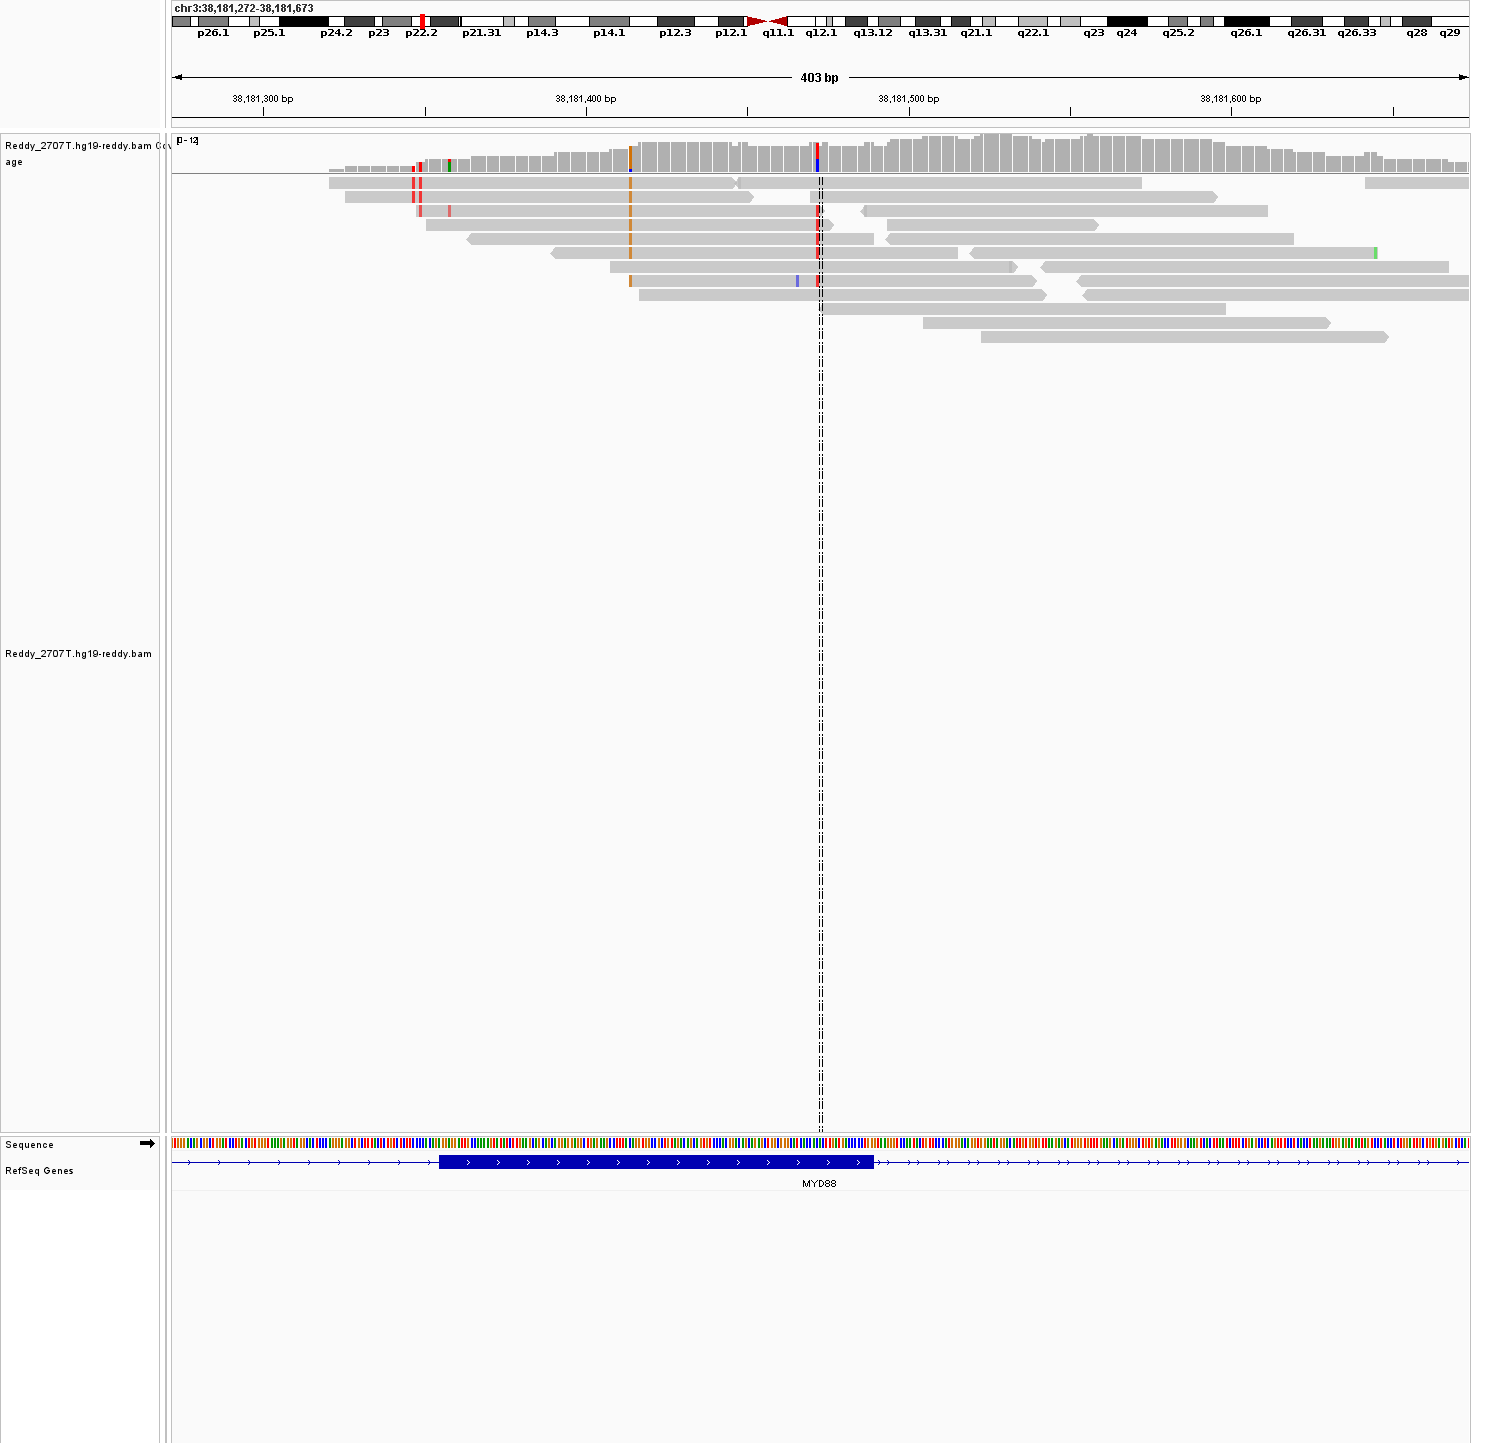 chr3:38,181,272-38,181,673
p26.1 p25.1 p24.2 p23 p22.2 p21.31 p14.3 p14.1 p12.3 p12.1 q11.1 q12.1 q13.12 q13.31 q21.1 q22.1 q23 q24 q25.2 q26.1 q26.31 q26.33 q28 q29
403 bp
38,181,300 bp 38,181,400 bp 38,181,500 bp 38,181,600 bp
[0 - 12]
Reddy_2707T.hg19-reddy.bam Cov
age
Reddy_2707T.hg19-reddy.bam
Sequence
RefSeq Genes
MYD88